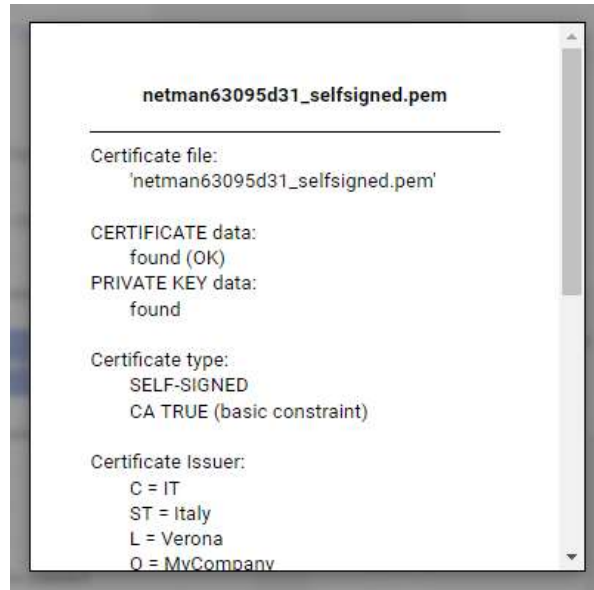 netman63095d31_selfsigned.pem
Certificate file:
'netman63095d31_selfsigned.pem'
CERTIFICATE data:
found (OK)
PRIVATE KEY data:
found
Certificate type:
SELF-SIGNED
CA TRUE (basic constraint)
Certificate Issuer:
C = IT
ST = Italy
L = Verona
O = MyCompany